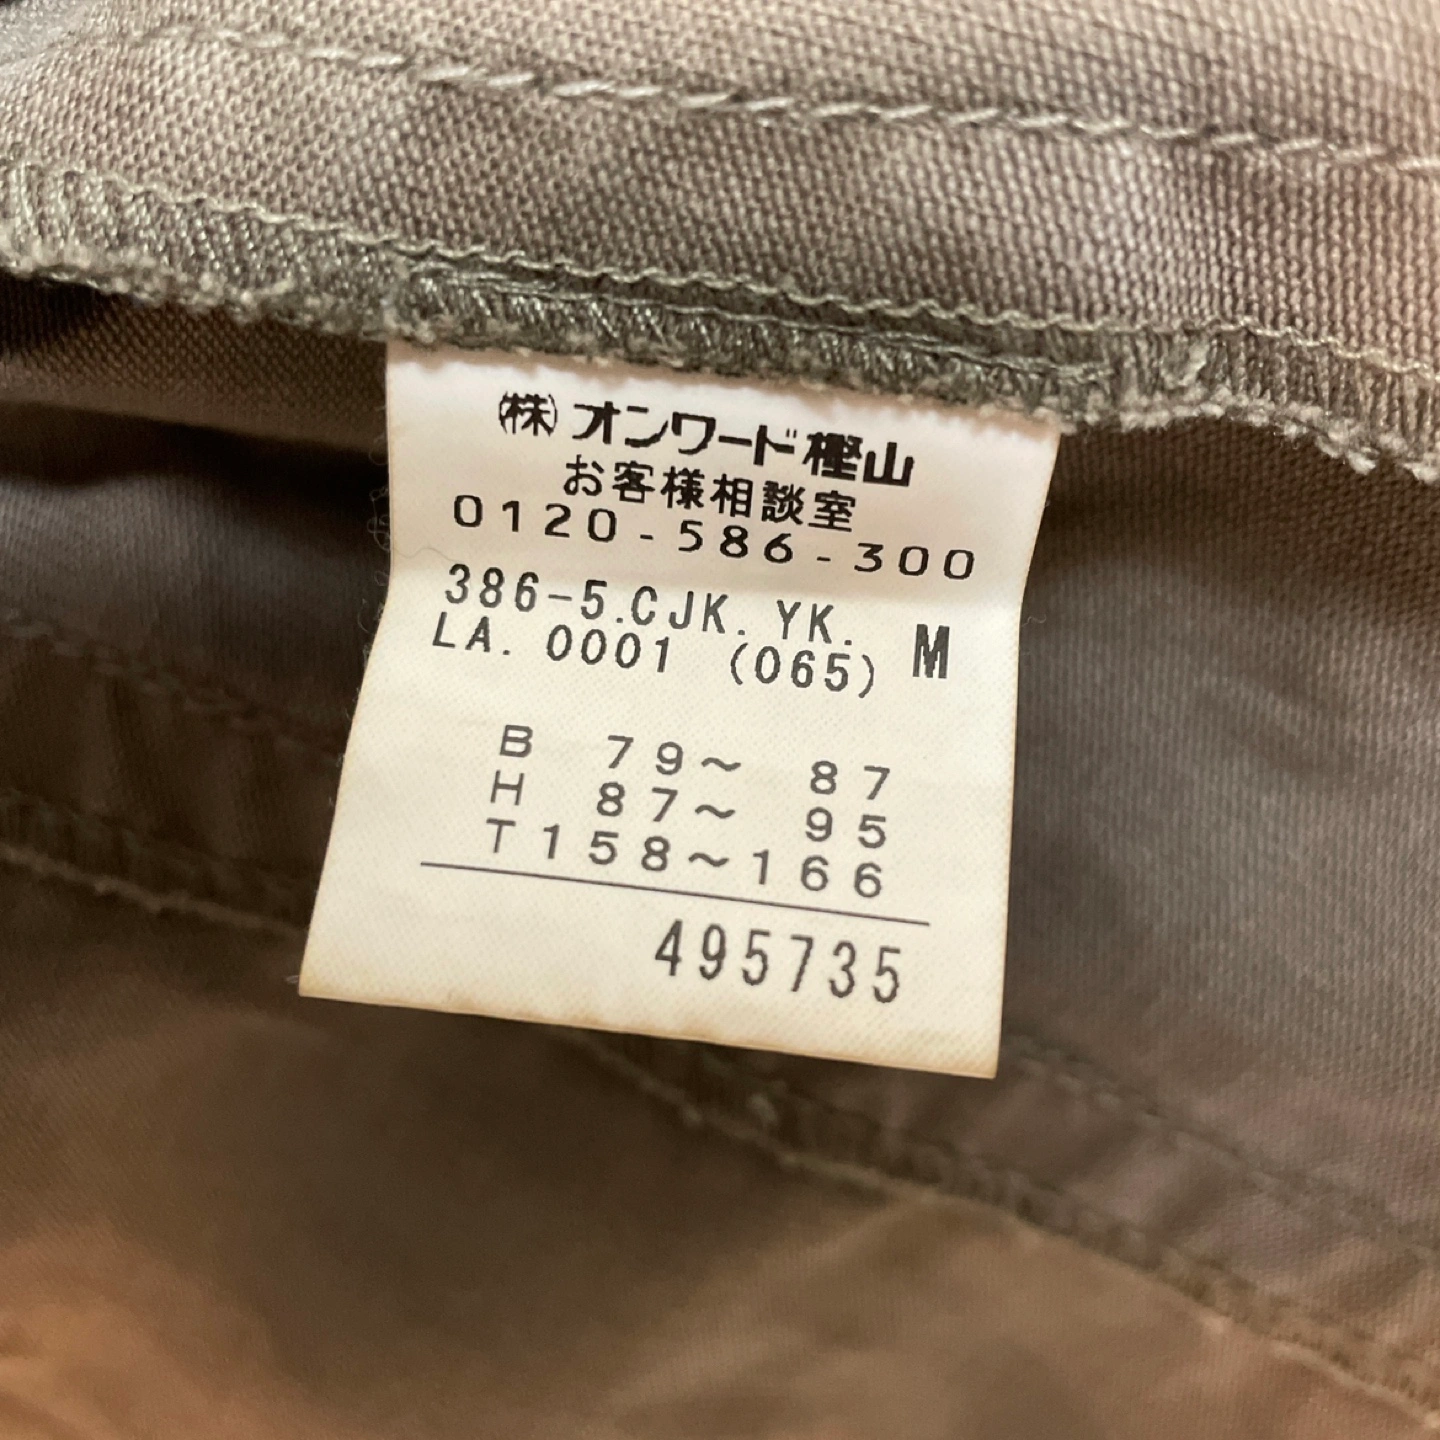 (株)オンワード樫山
お客様相談室
0120-586-300
386-5.CJK.YK. M
LA.0001 (065)
B 79～ 87
H 87～ 95
T158～166
495735